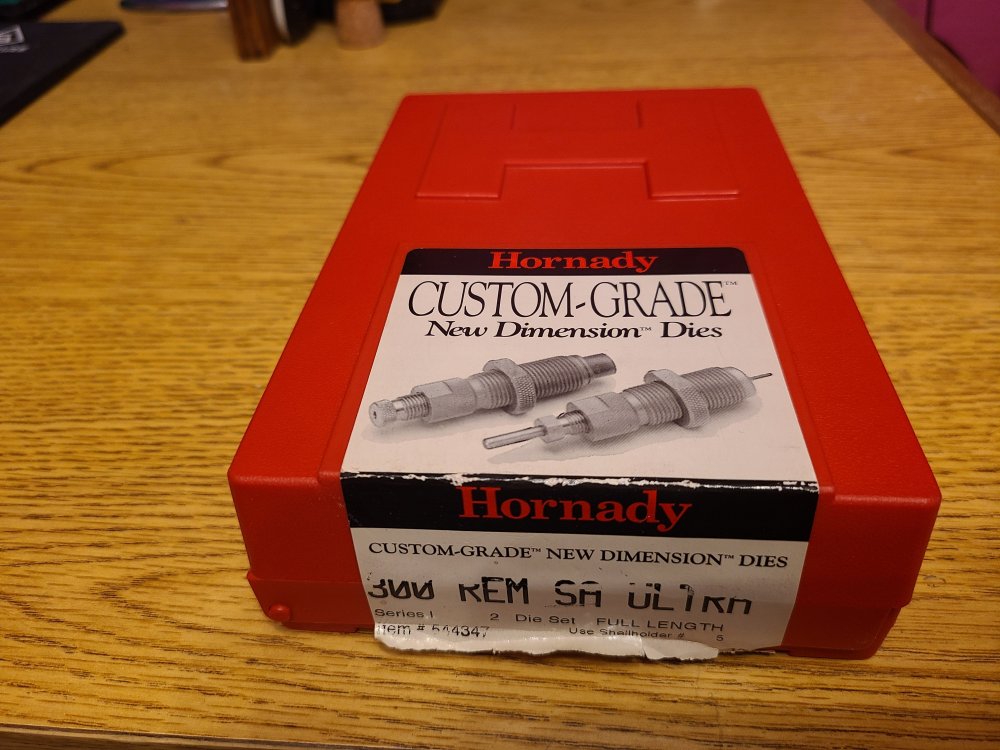 Hornady
CUSTOM-GRADE™
New Dimension™ Dies
Hornady
CUSTOM-GRADE™ NEW DIMENSION™ DIES
300 REM SA ULTRA
Series I 2 Die Set FULL LENGTH
Item # 544347 Use Shellholder # 5